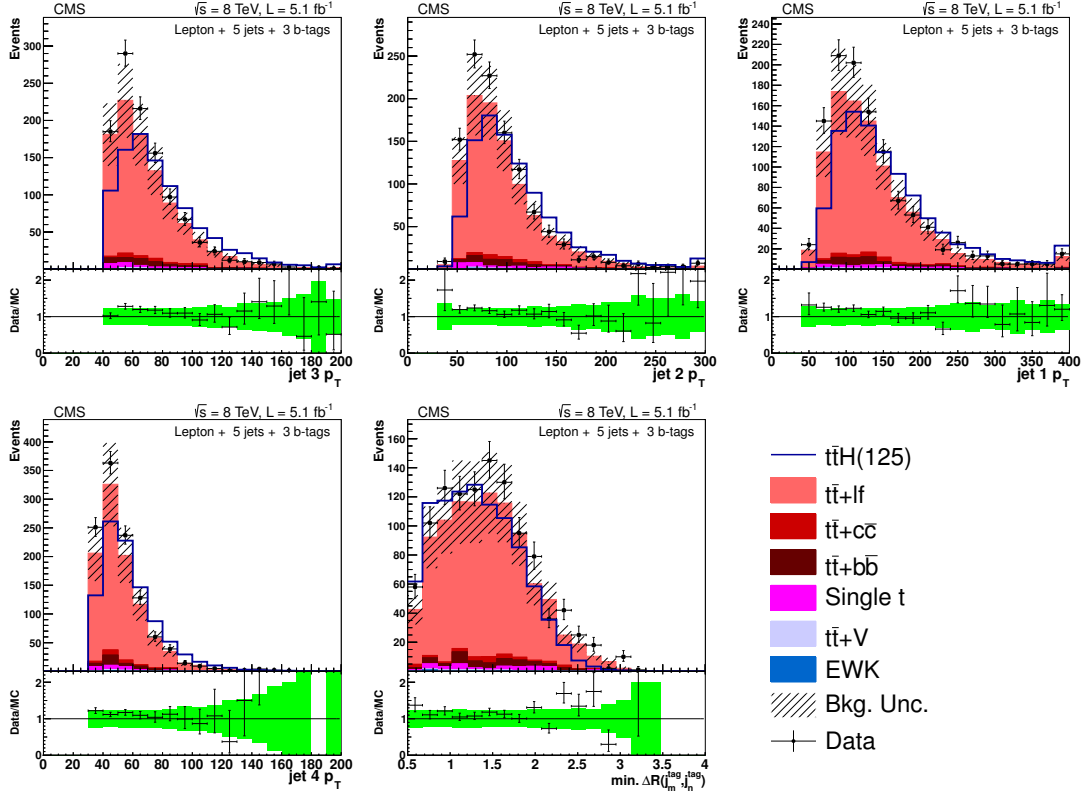 CMS √s = 8 TeV, L = 5.1 fb⁻¹
Lepton + 5 jets + 3 b-tags
Events
300
250
200
150
100
50
Data/MC
2
1
0
0 20 40 60 80 100 120 140 160 180 200
jet 3 p_T
CMS √s = 8 TeV, L = 5.1 fb⁻¹
Lepton + 5 jets + 3 b-tags
Events
250
200
150
100
50
Data/MC
2
1
0
0 50 100 150 200 250 300
jet 2 p_T
CMS √s = 8 TeV, L = 5.1 fb⁻¹
Lepton + 5 jets + 3 b-tags
Events
240
220
200
180
160
140
120
100
80
60
40
20
Data/MC
2
1
0
0 50 100 150 200 250 300 350 400
jet 1 p_T
CMS √s = 8 TeV, L = 5.1 fb⁻¹
Lepton + 5 jets + 3 b-tags
Events
400
350
300
250
200
150
100
50
Data/MC
2
1
0
0 20 40 60 80 100 120 140 160 180 200
jet 4 p_T
CMS √s = 8 TeV, L = 5.1 fb⁻¹
Lepton + 5 jets + 3 b-tags
Events
160
140
120
100
80
60
40
20
Data/MC
2
1
0
0.5 1 1.5 2 2.5 3 3.5 4
min. ΔR(j_m^tag, j_n^tag)
tt̄H(125)
tt̄+lf
tt̄+cc̄
tt̄+bb̄
Single t
tt̄+V
EWK
Bkg. Unc.
Data